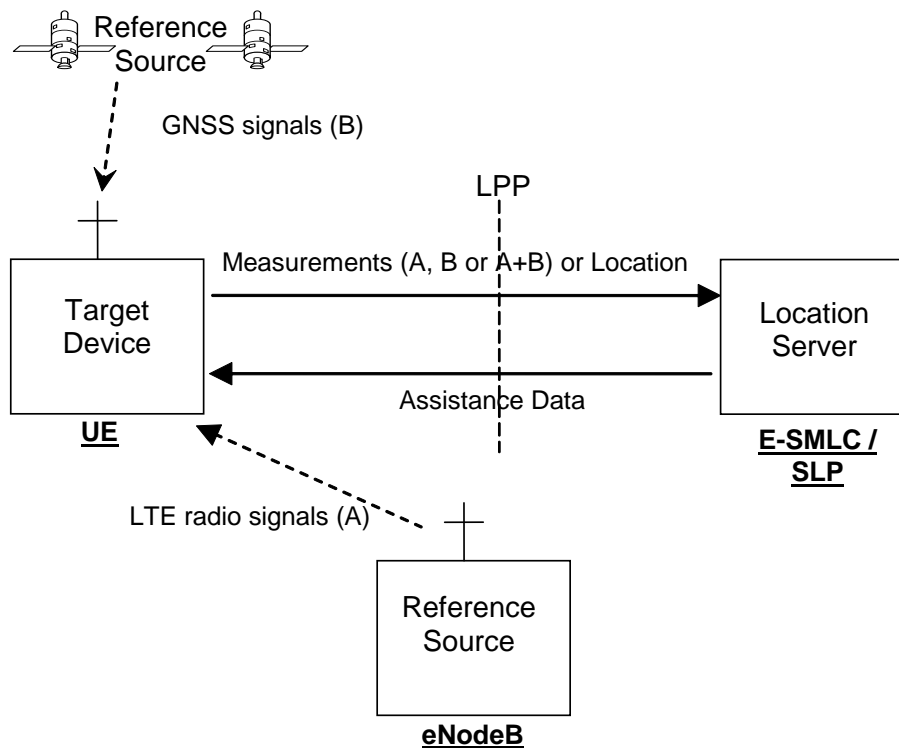 Reference
Source
GNSS signals (B)
LPP
Measurements (A, B or A+B) or Location
Target
Device
Location
Server
Assistance Data
UE
E-SMLC /
SLP
LTE radio signals (A)
Reference
Source
eNodeB